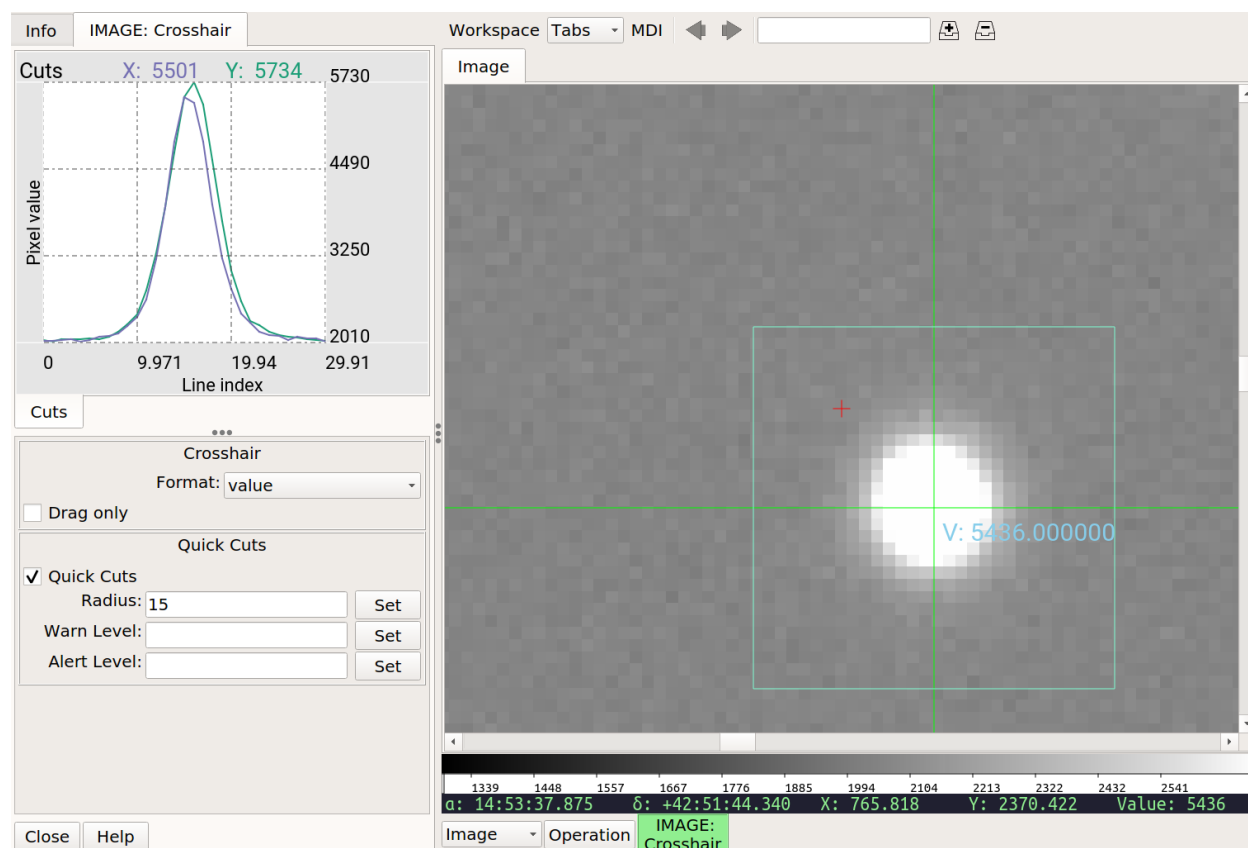 Info
IMAGE: Crosshair
Workspace Tabs MDI
Image
Cuts X: 5501 Y: 5734
5730
4490
3250
2010
Pixel value
0 9.971 19.94 29.91
Line index
Cuts
Crosshair
Format: value
Drag only
Quick Cuts
Quick Cuts
Radius: 15 Set
Warn Level: Set
Alert Level: Set
Close Help
V: 5436.000000
1339 1448 1557 1667 1776 1885 1994 2104 2213 2322 2432 2541
α: 14:53:37.875 δ: +42:51:44.340 X: 765.818 Y: 2370.422 Value: 5436
Image Operation IMAGE:
Crosshair